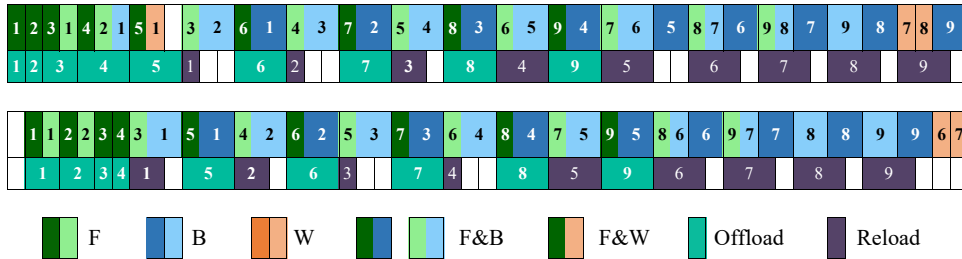 1 2 3 1 4 2 1 5 1 3 2 6 1 4 3 7 2 5 4 8 3 6 5 9 4 7 6 5 8 7 6 9 8 7 9 8 7 8 9
1 2 3 4 5 1 6 2 7 3 8 4 9 5 6 7 8 9
1 1 2 2 3 4 3 1 5 1 4 2 6 2 5 3 7 3 6 4 8 4 7 5 9 5 8 6 6 9 7 7 8 8 9 9 6 7
1 2 3 4 1 5 2 6 3 7 4 8 5 9 6 7 8 9
F B W F&B F&W Offload Reload